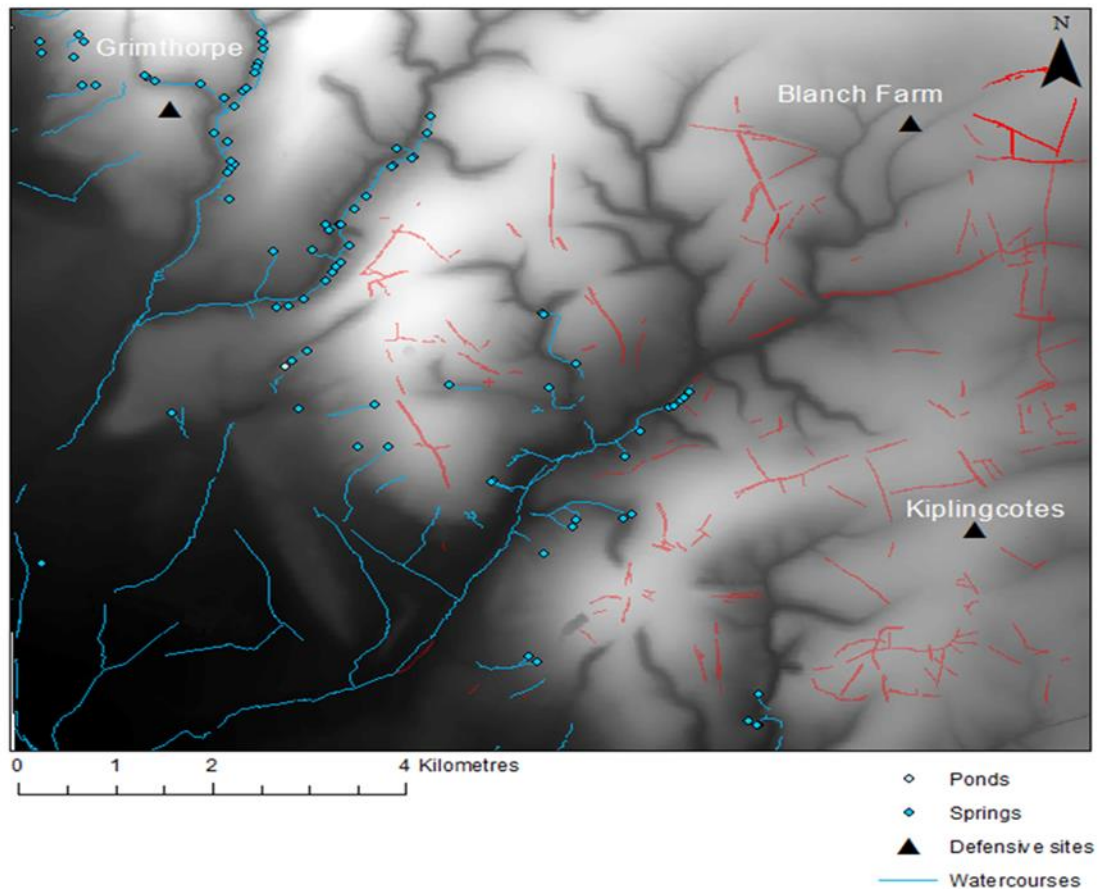 N
Grimthorpe
Blanch Farm
Kiplingcotes
0 1 2 4 Kilometres
Ponds
Springs
Defensive sites
Watercourses